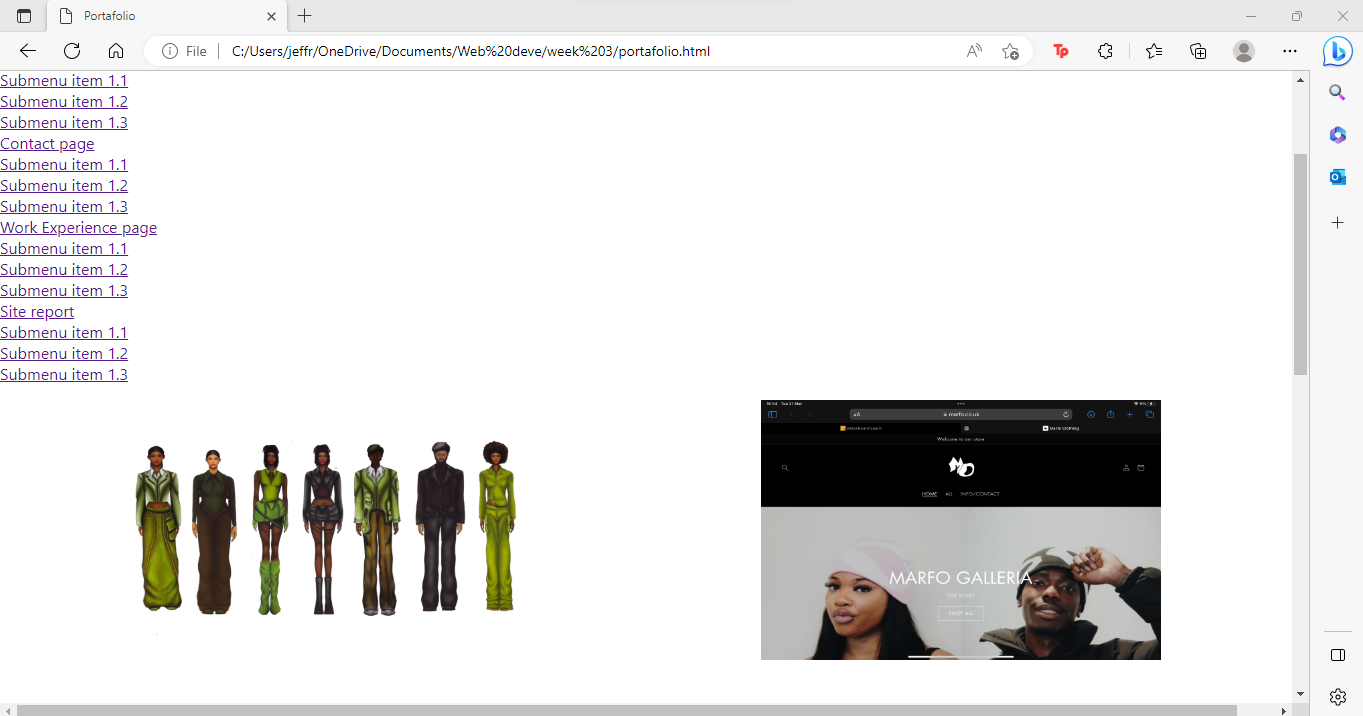 Portafolio
File
C:/Users/jeffr/OneDrive/Documents/Web%20deve/week%203/portafolio.html
Submenu item 1.1
Submenu item 1.2
Submenu item 1.3
Contact page
Submenu item 1.1
Submenu item 1.2
Submenu item 1.3
Work Experience page
Submenu item 1.1
Submenu item 1.2
Submenu item 1.3
Site report
Submenu item 1.1
Submenu item 1.2
Submenu item 1.3
marfo.co.uk
Blackboard Learn
Marfo Clothing
Welcome to our store
HOME ALL INFO/CONTACT
MARFO GALLERIA
THE START
SHOP ALL